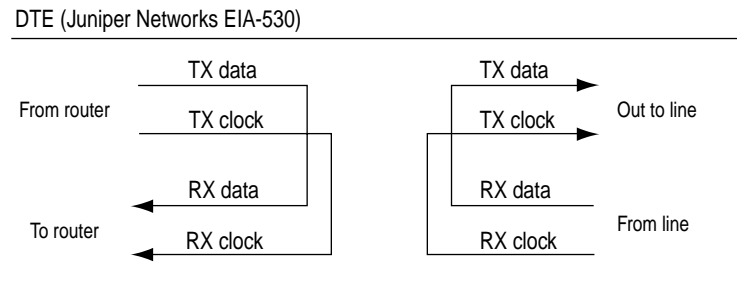 DTE (Juniper Networks EIA-530)
TX data
TX data
From router
TX clock
TX clock
Out to line
RX data
RX data
To router
From line
RX clock
RX clock